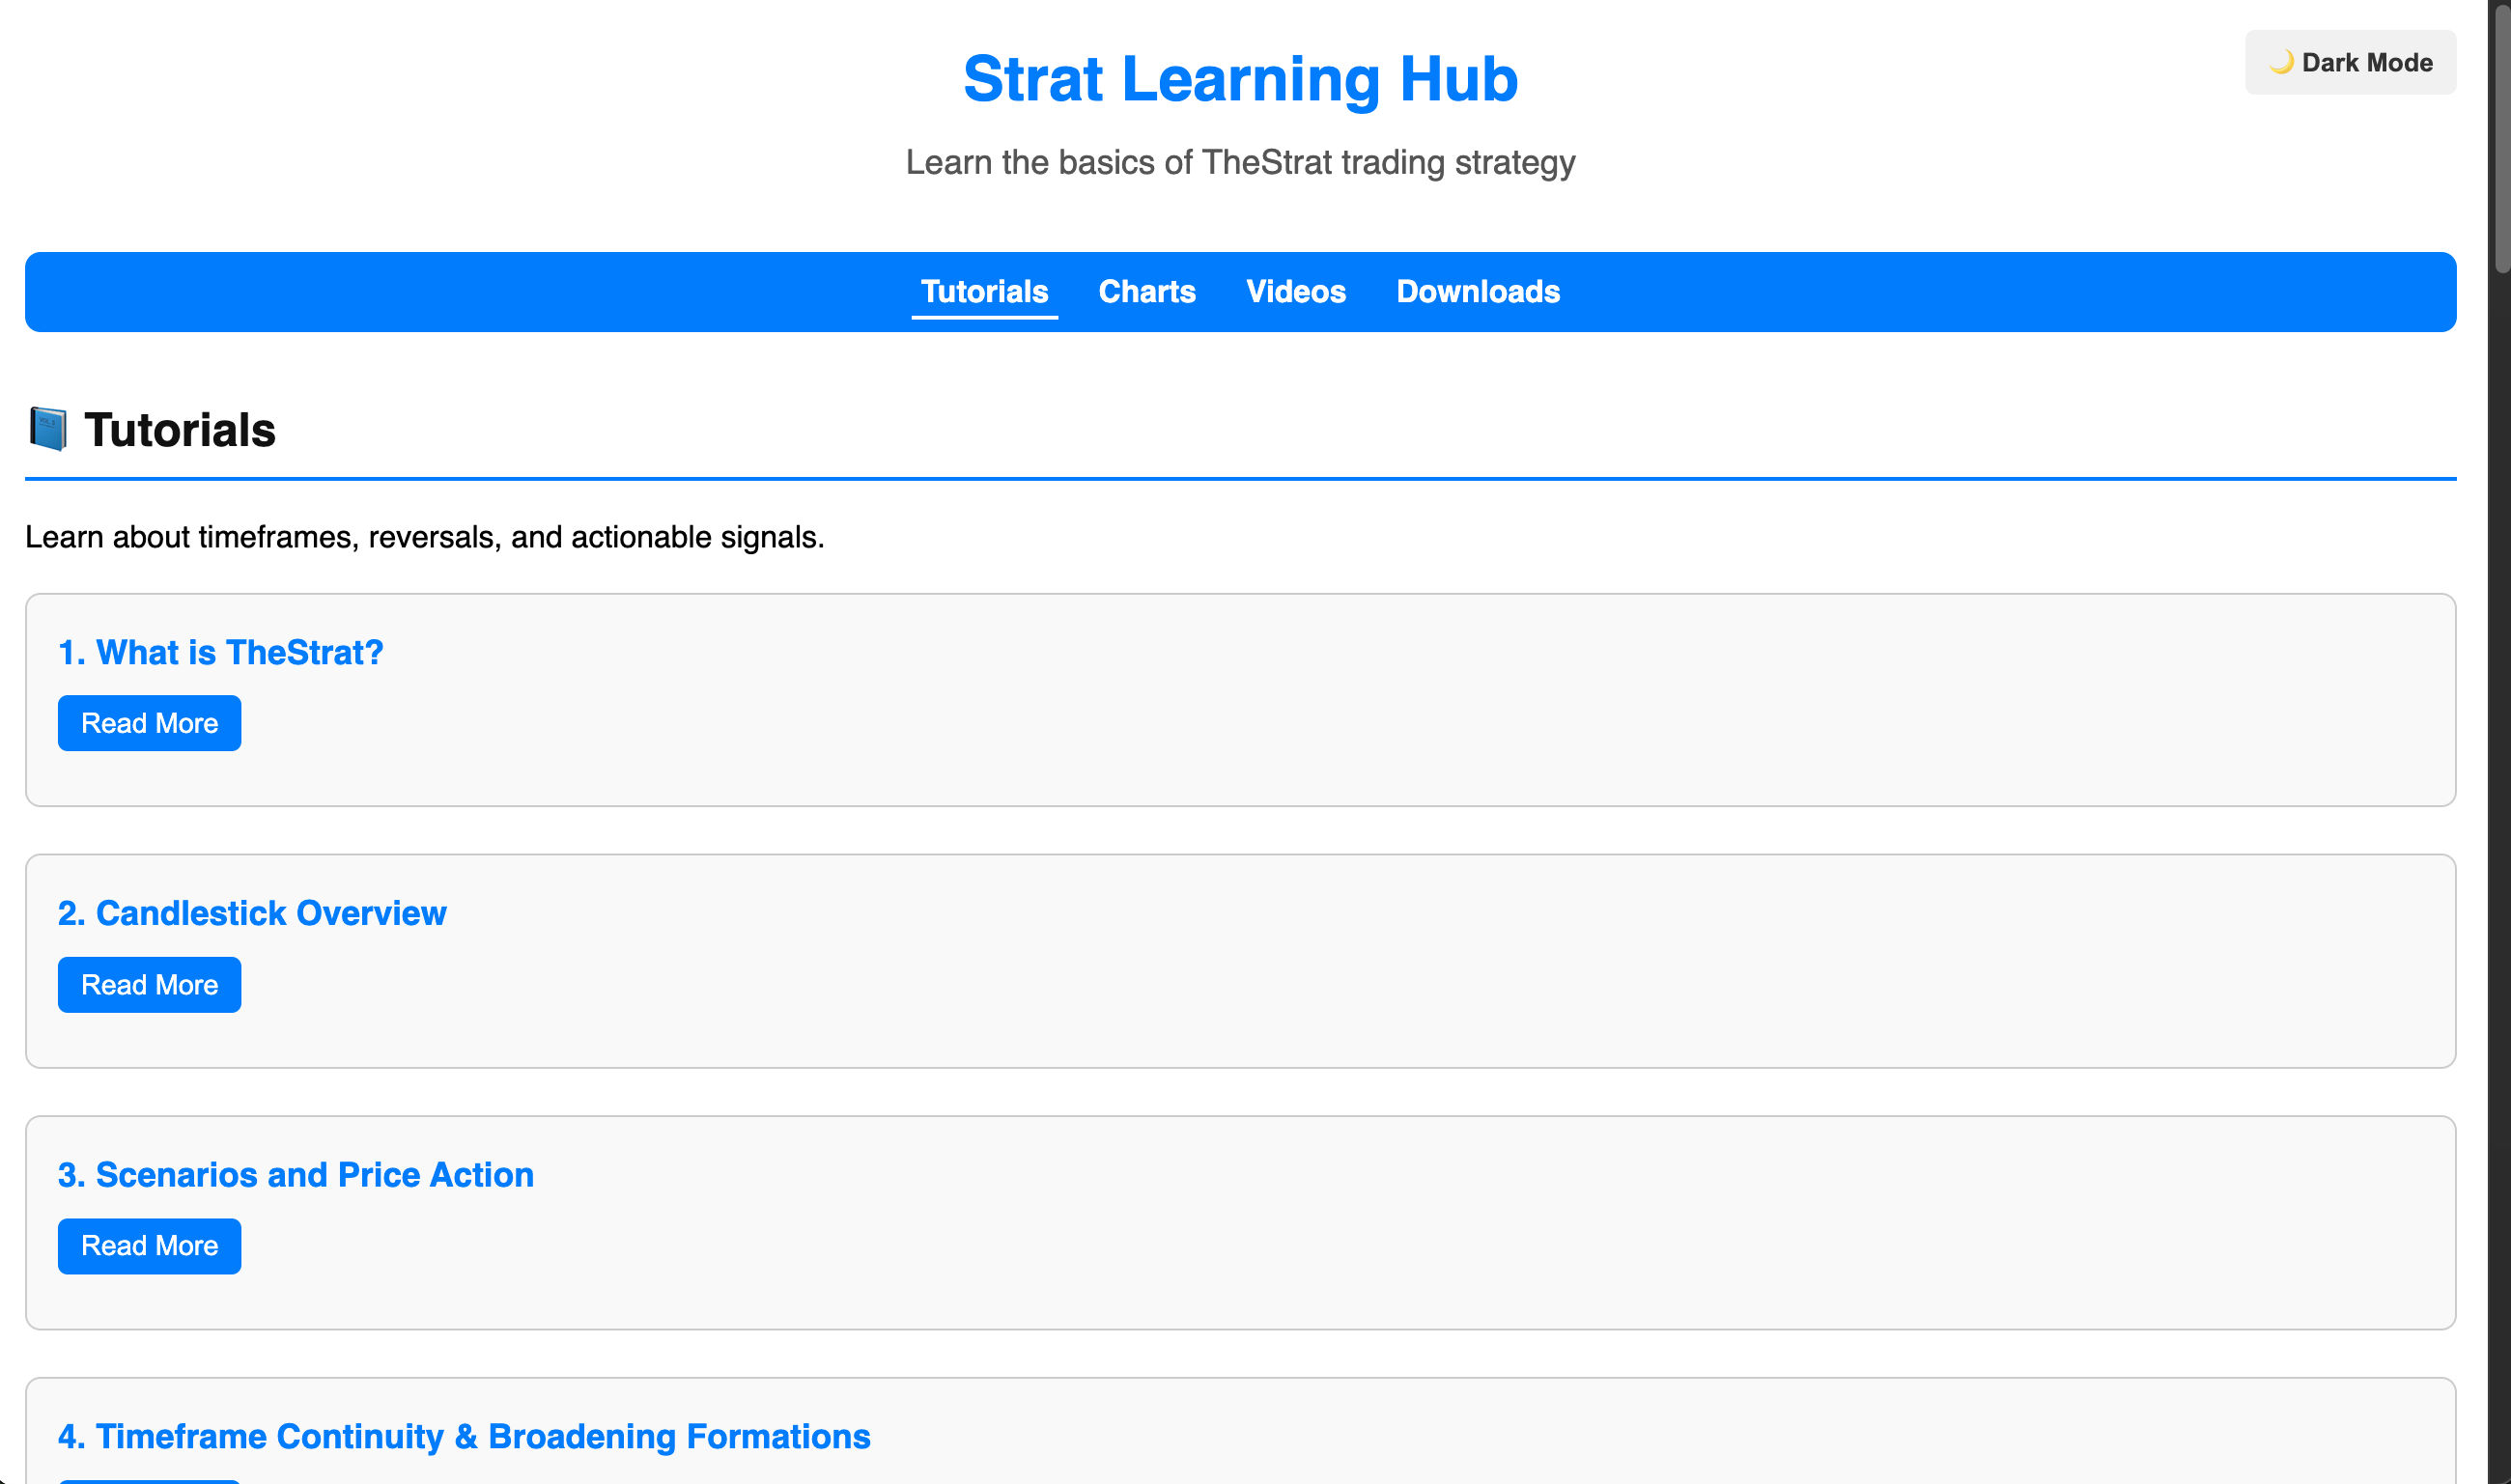 Strat Learning Hub
🌙 Dark Mode
Learn the basics of TheStrat trading strategy
Tutorials Charts Videos Downloads
📘 Tutorials
Learn about timeframes, reversals, and actionable signals.
1. What is TheStrat?
Read More
2. Candlestick Overview
Read More
3. Scenarios and Price Action
Read More
4. Timeframe Continuity & Broadening Formations